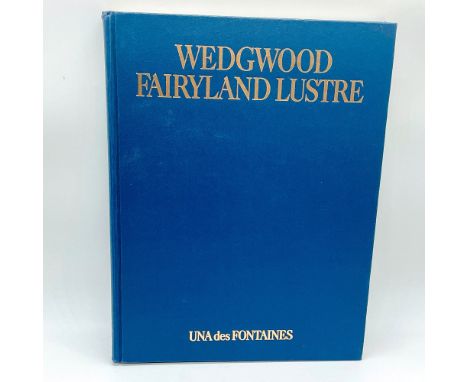 WEDGWOOD
FAIRYLAND LUSTRE
UNA des FONTAINES